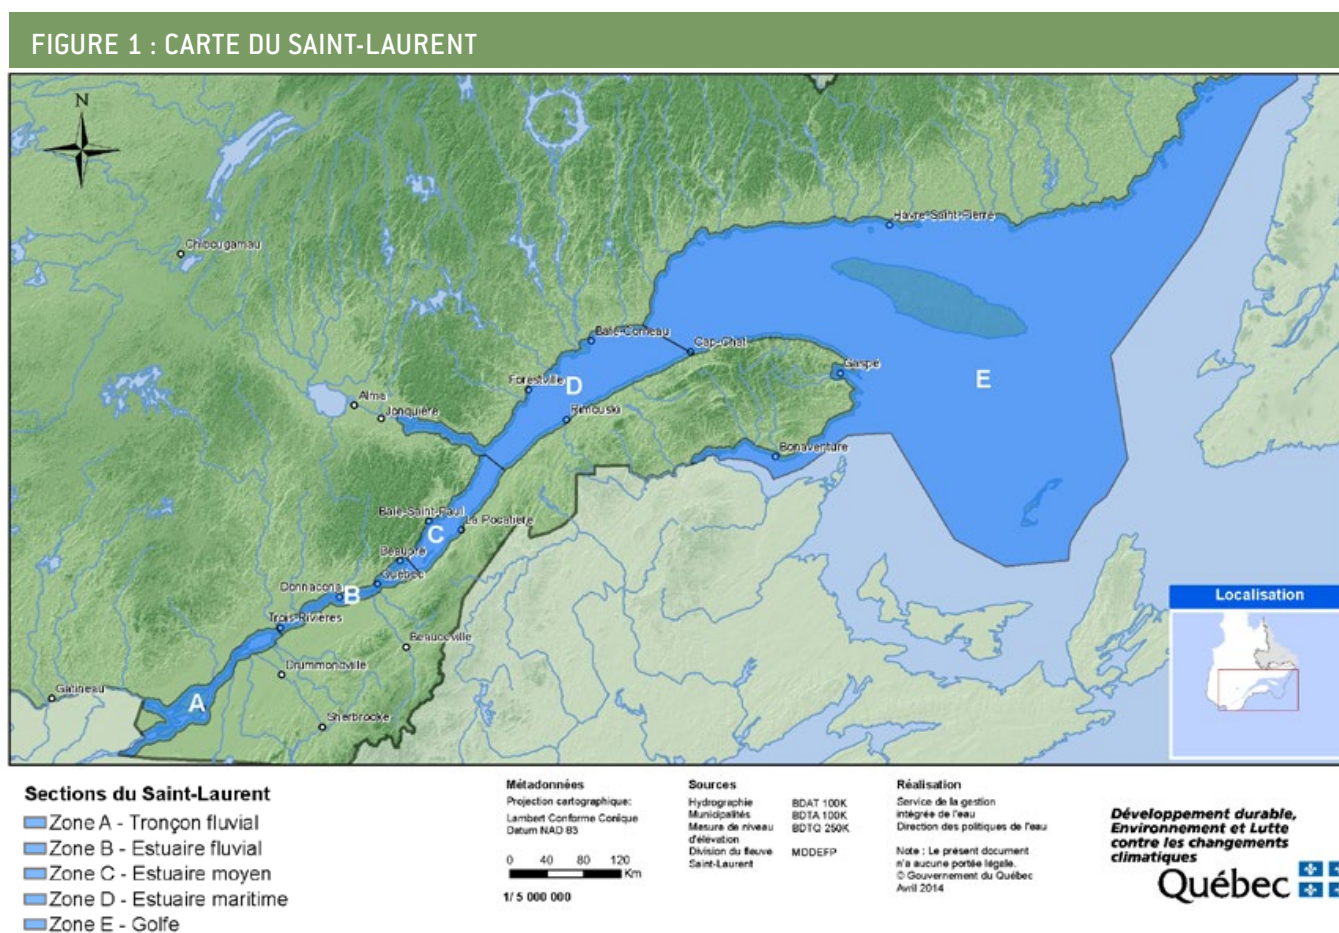 FIGURE 1 : CARTE DU SAINT-LAURENT
N
Chibougamau
Havre-Saint-Pierre
Baie-Comeau
Cap-Chat
Gaspé
Forestville
D
E
Alma
Jonquière
Rimouski
Bonaventure
Baie-Saint-Paul
La Pocatière
C
Beaupré
Québec
Donnacona
B
Trois-Rivières
Beauceville
Drummondville
Gatineau
A
Sherbrooke
Localisation
Sections du Saint-Laurent
Zone A - Tronçon fluvial
Zone B - Estuaire fluvial
Zone C - Estuaire moyen
Zone D - Estuaire maritime
Zone E - Golfe
Métadonnées
Projection cartographique:
Lambert Conforme Conique
Datum NAD 83
0 40 80 120
Km
1/ 5 000 000
Sources
Hydrographie BDAT 100K
Municipalités BDTA 100K
Mesure de niveau BDTQ 250K
d'élévation
Division du fleuve MDDEFP
Saint-Laurent
Réalisation
Service de la gestion
intégrée de l'eau
Direction des politiques de l'eau
Note : Le présent document
n'a aucune portée légale.
© Gouvernement du Québec
Avril 2014
Développement durable,
Environnement et Lutte
contre les changements
climatiques
Québec